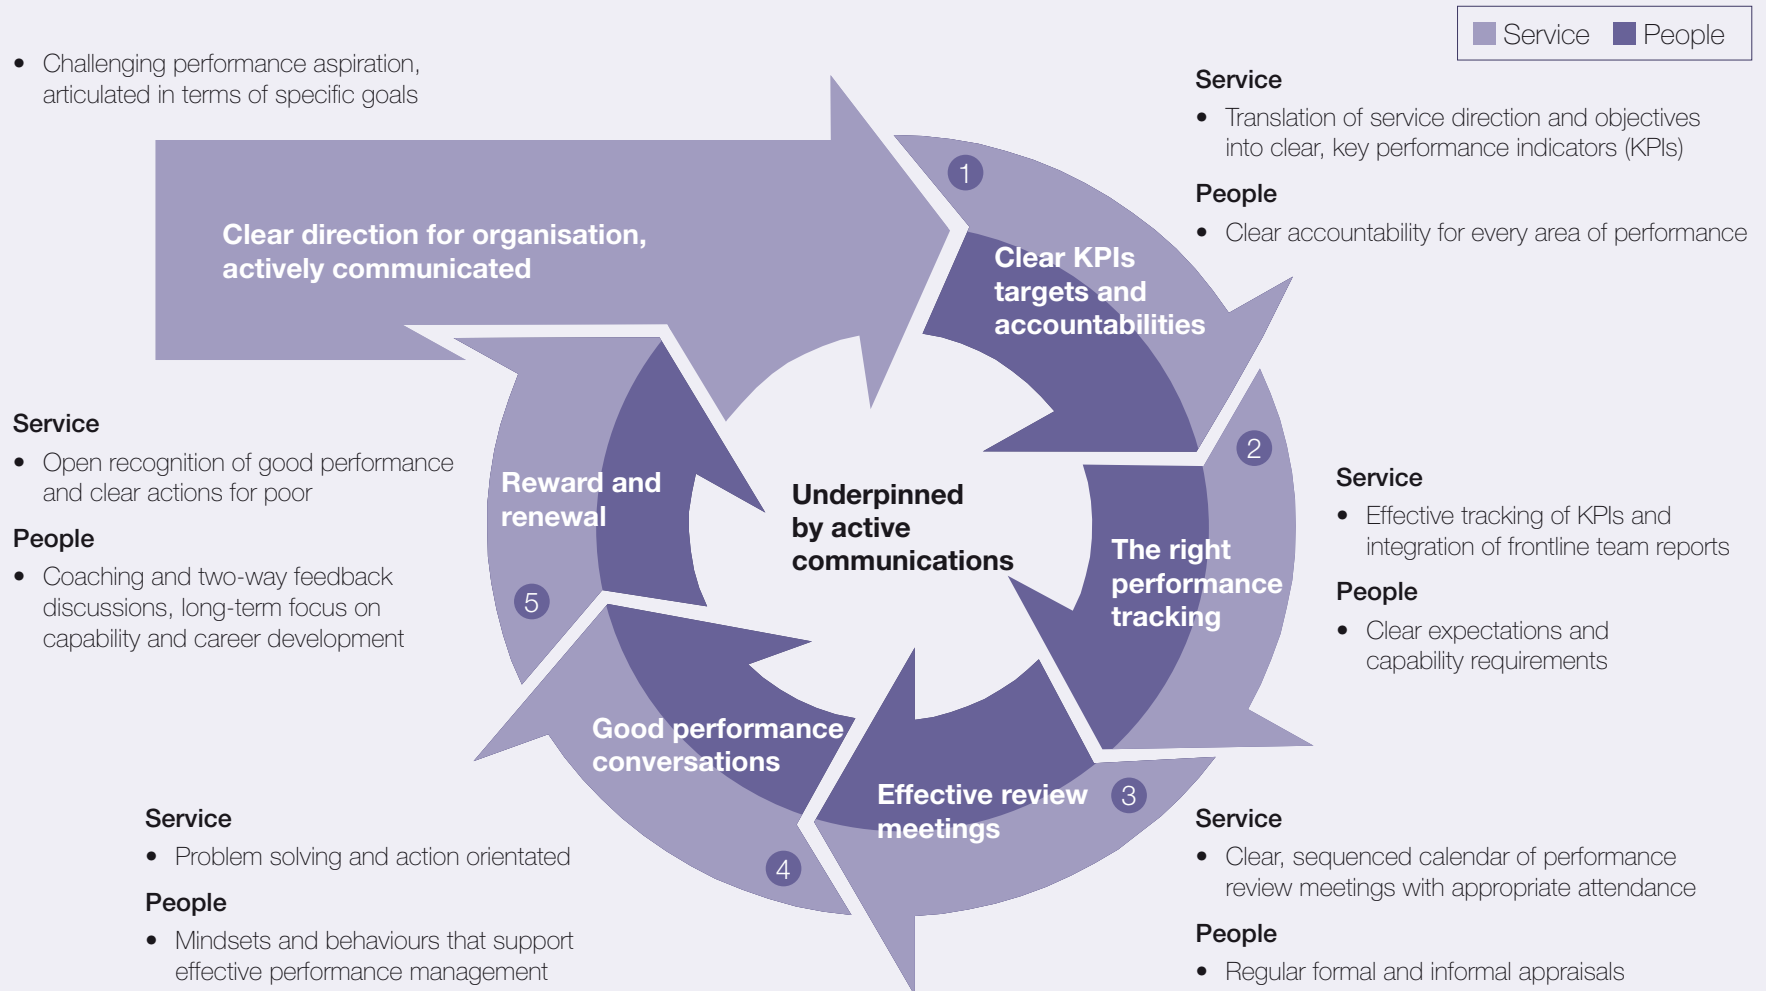 Service People
• Challenging performance aspiration,
articulated in terms of specific goals
Clear direction for organisation,
actively communicated
1
Clear KPIs
targets and
accountabilities
Service
• Translation of service direction and objectives
into clear, key performance indicators (KPIs)
People
• Clear accountability for every area of performance
2
The right
performance
tracking
Service
• Effective tracking of KPIs and
integration of frontline team reports
People
• Clear expectations and
capability requirements
3
Effective review
meetings
Service
• Clear, sequenced calendar of performance
review meetings with appropriate attendance
People
• Regular formal and informal appraisals
4
Good performance
conversations
Service
• Problem solving and action orientated
People
• Mindsets and behaviours that support
effective performance management
5
Reward and
renewal
Service
• Open recognition of good performance
and clear actions for poor
People
• Coaching and two-way feedback
discussions, long-term focus on
capability and career development
Underpinned
by active
communications